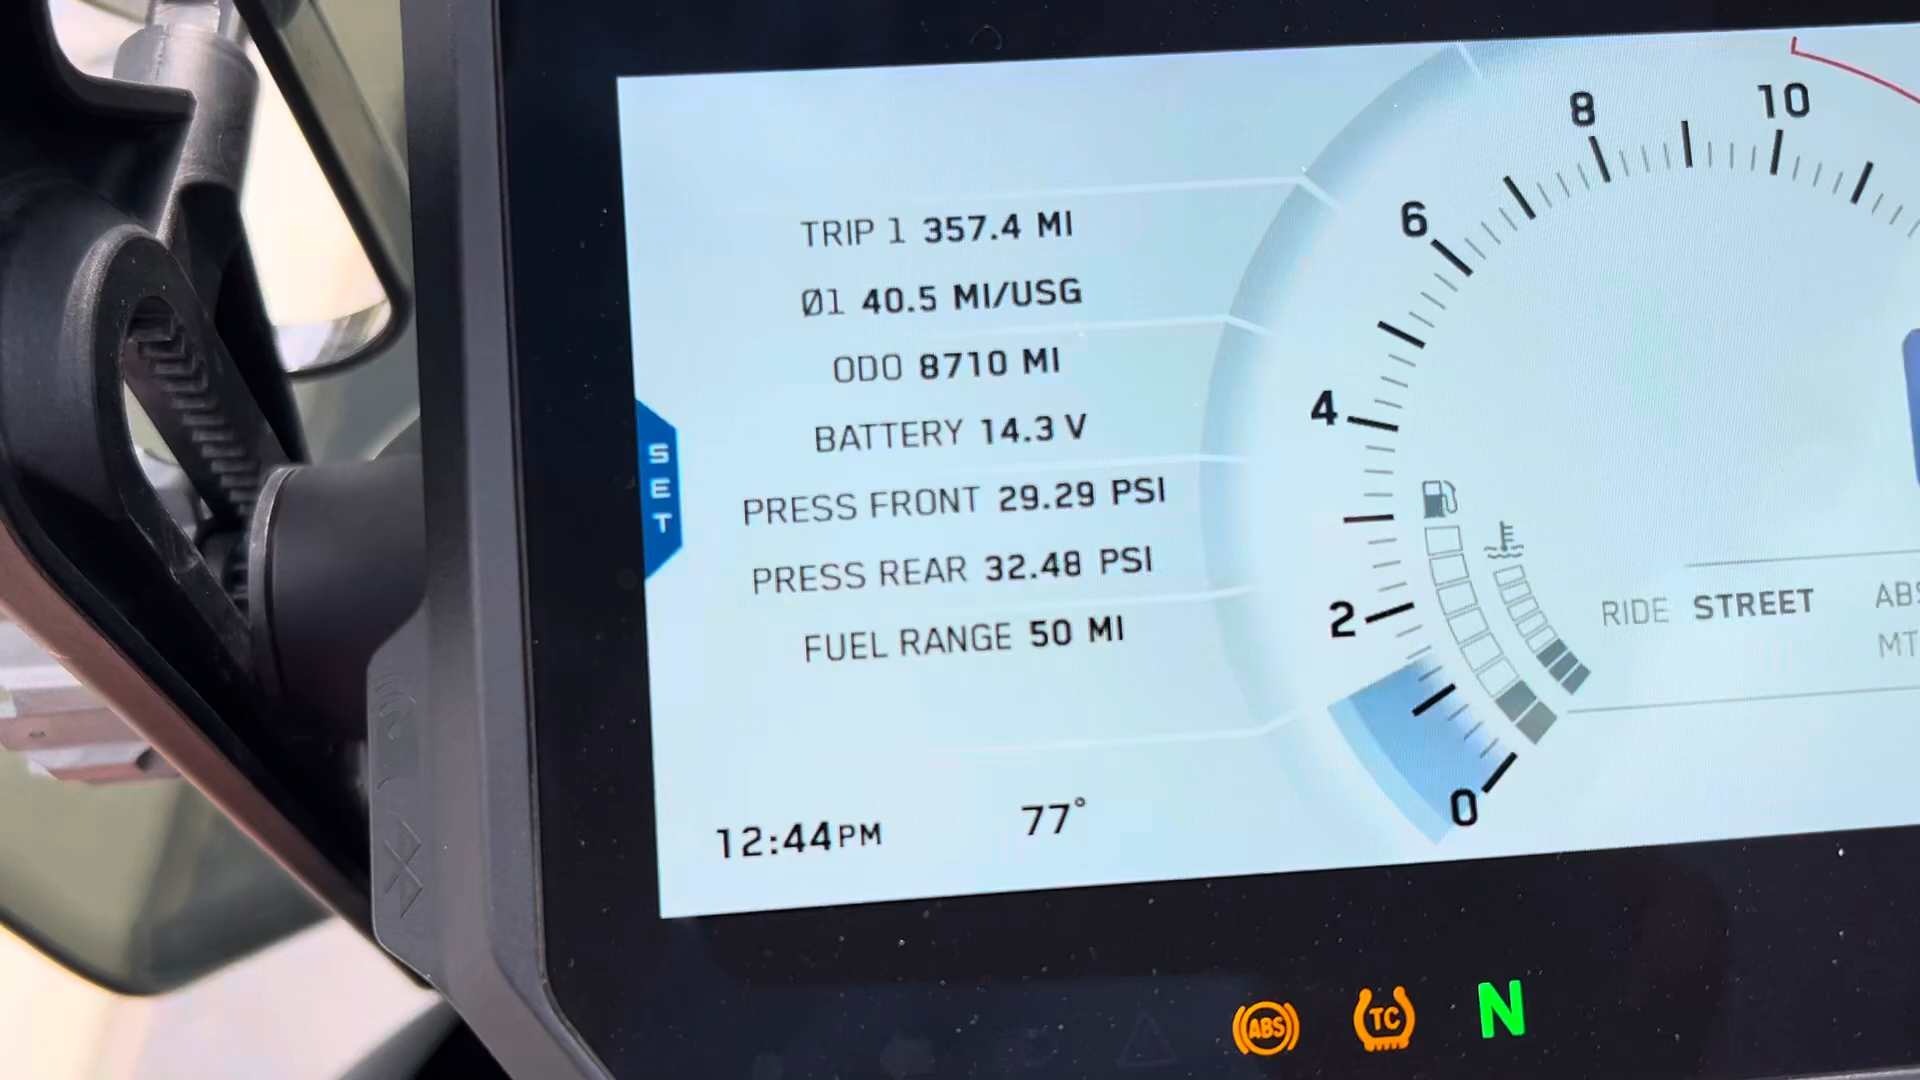 TRIP 1 357.4 MI
Ø1 40.5 MI/USG
ODO 8710 MI
BATTERY 14.3 V
PRESS FRONT 29.29 PSI
PRESS REAR 32.48 PSI
FUEL RANGE 50 MI
SET
12:44PM 77°
0
2
4
6
8
10
RIDE STREET
ABS
MT
ABS TC N